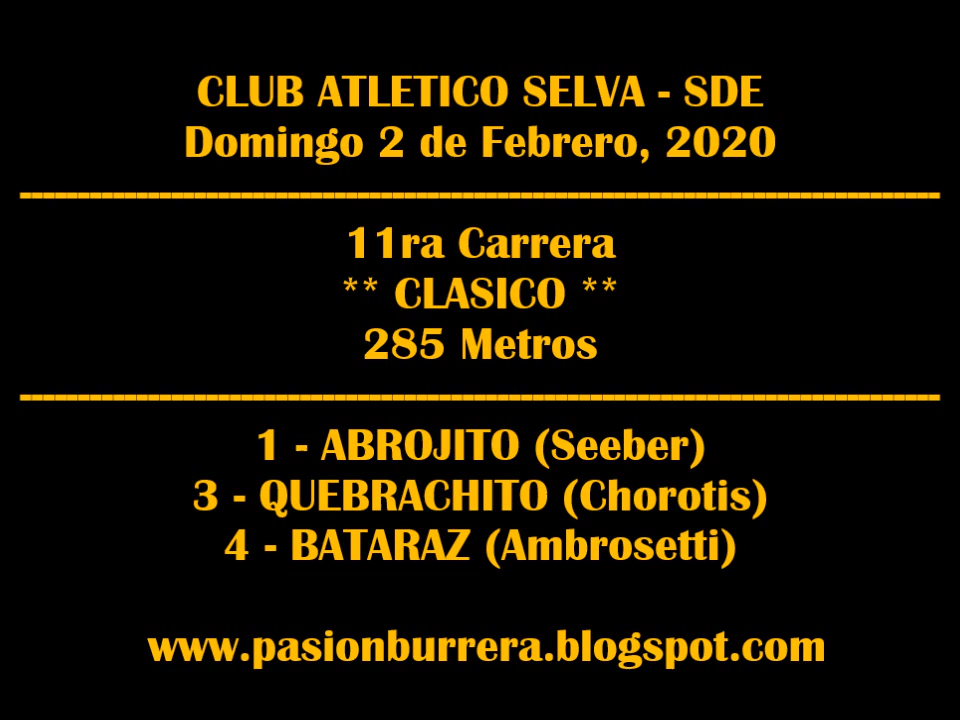 CLUB ATLETICO SELVA - SDE
Domingo 2 de Febrero, 2020
--------------------------------------------------------------------------------
11ra Carrera
** CLASICO **
285 Metros
--------------------------------------------------------------------------------
1 - ABROJITO (Seeber)
3 - QUEBRACHITO (Chorotis)
4 - BATARAZ (Ambrosetti)
www.pasionburrera.blogspot.com